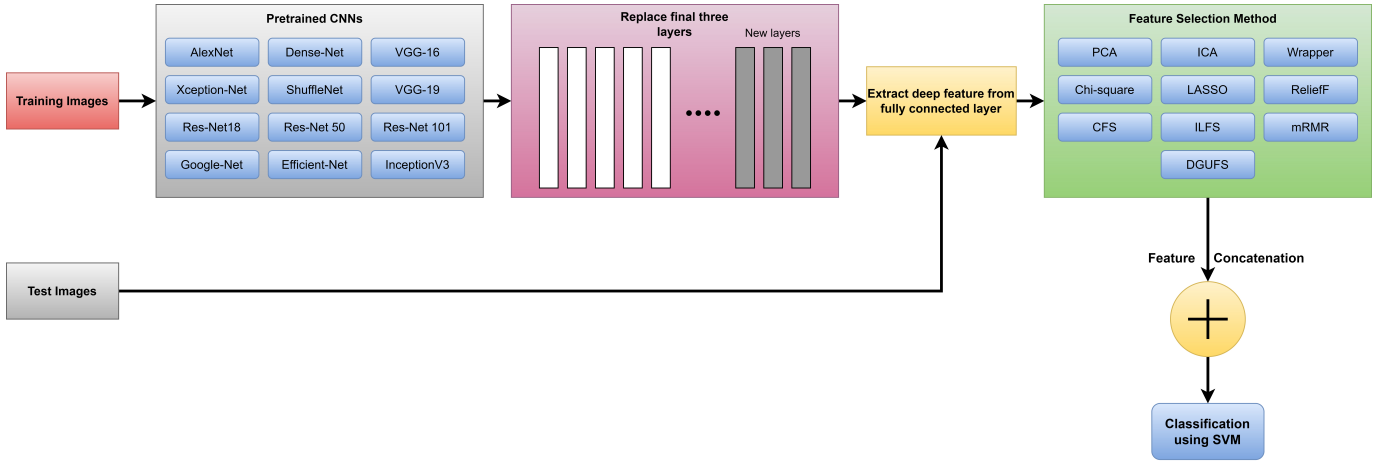 Pretrained CNNs
AlexNet
Dense-Net
VGG-16
Xception-Net
ShuffleNet
VGG-19
Res-Net18
Res-Net 50
Res-Net 101
Google-Net
Efficient-Net
InceptionV3
Training Images
Replace final three
layers
New layers
Extract deep feature from
fully connected layer
Feature Selection Method
PCA
ICA
Wrapper
Chi-square
LASSO
ReliefF
CFS
ILFS
mRMR
DGUFS
Test Images
Feature Concatenation
Classification
using SVM